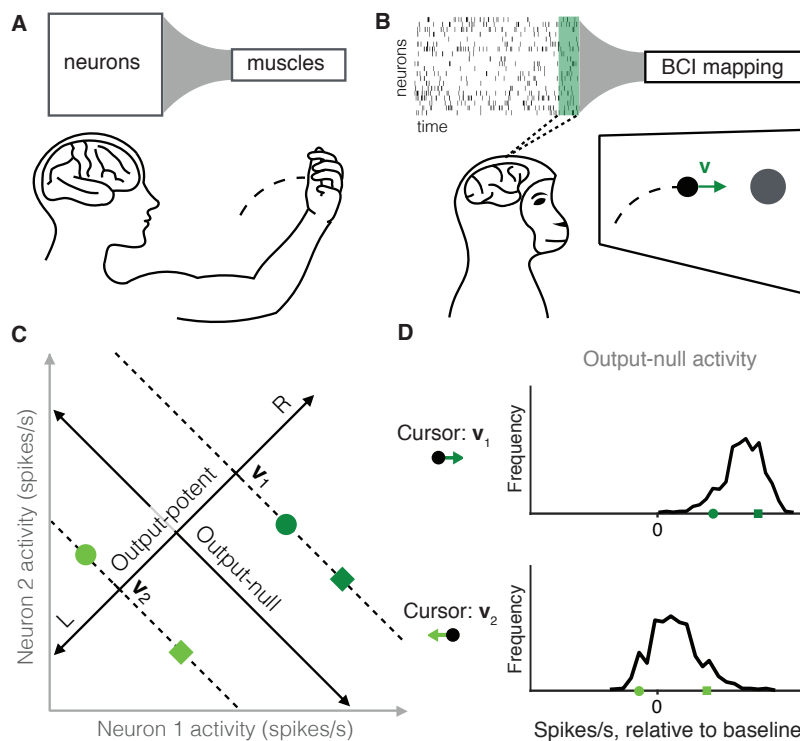 A
neurons
muscles
B
neurons
time
BCI mapping
v
C
Neuron 2 activity (spikes/s)
Neuron 1 activity (spikes/s)
R
L
Output-potent
Output-null
v1
v2
D
Output-null activity
Cursor: v1
Frequency
0
Cursor: v2
Frequency
0
Spikes/s, relative to baseline